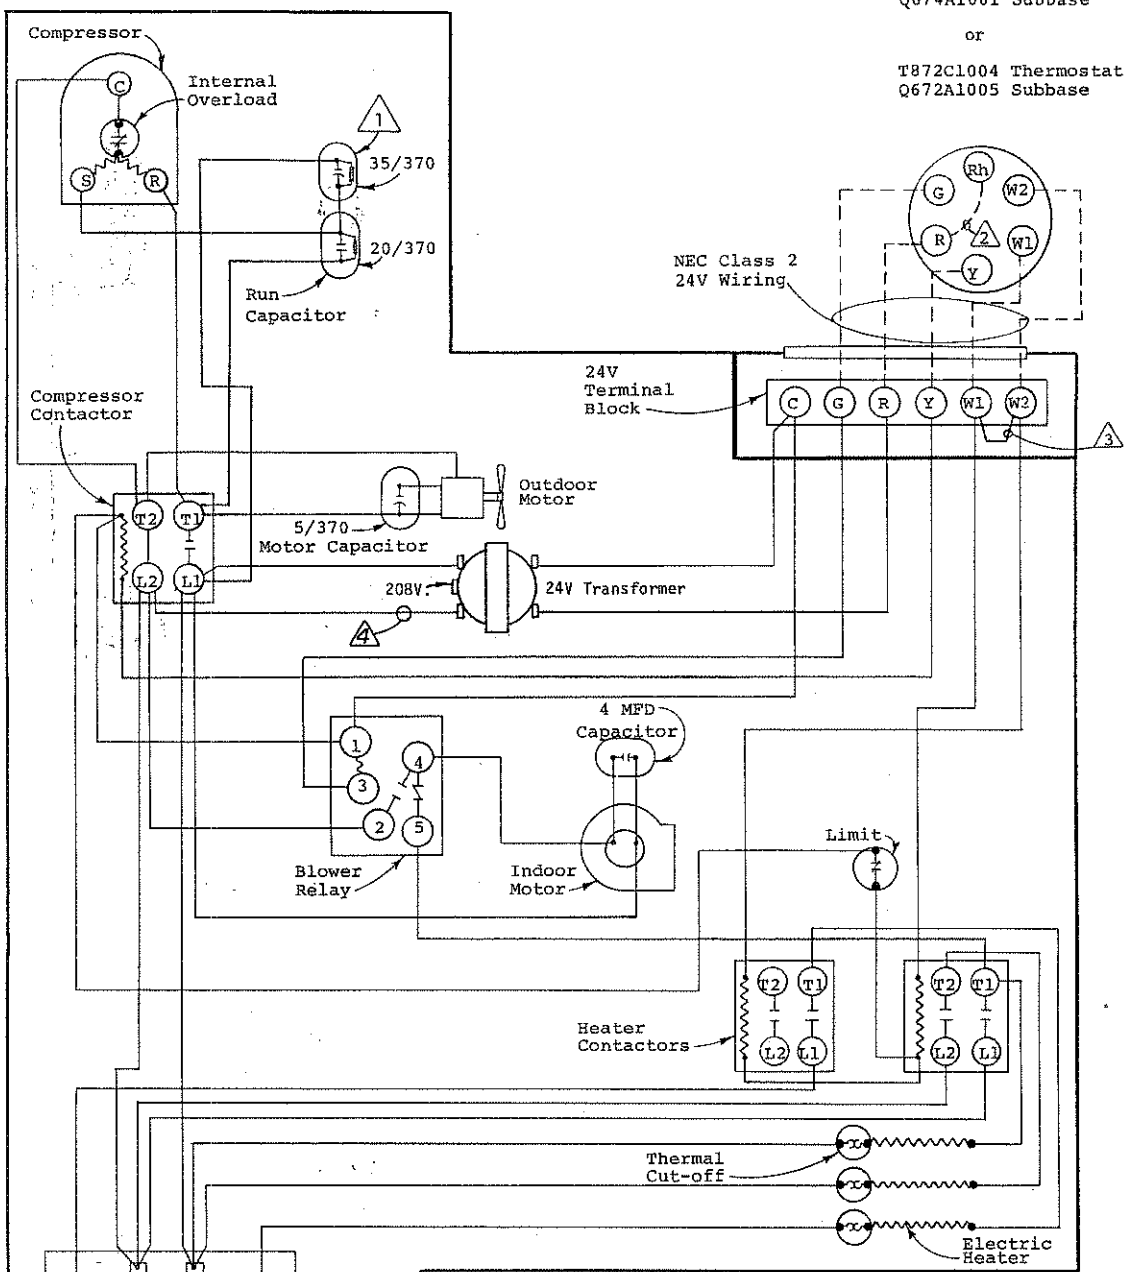 Q674A1001 Subbase
or
T872C1004 Thermostat
Q672A1005 Subbase
Compressor
Internal
Overload
C
S
R
1
35/370
20/370
Run
Capacitor
Rh
G
W2
R
2
W1
Y
NEC Class 2
24V Wiring
24V
Terminal
Block
C
G
R
Y
W1
W2
3
Compressor
Contactor
T2
T1
L2
L1
5/370
Motor Capacitor
Outdoor
Motor
208V.
24V Transformer
4
4 MFD
Capacitor
1
4
3
2
5
Blower
Relay
Indoor
Motor
Limit
Heater
Contactors
T2
T1
L2
L1
T2
T1
L2
L1
Thermal
Cut-off
Electric
Heater